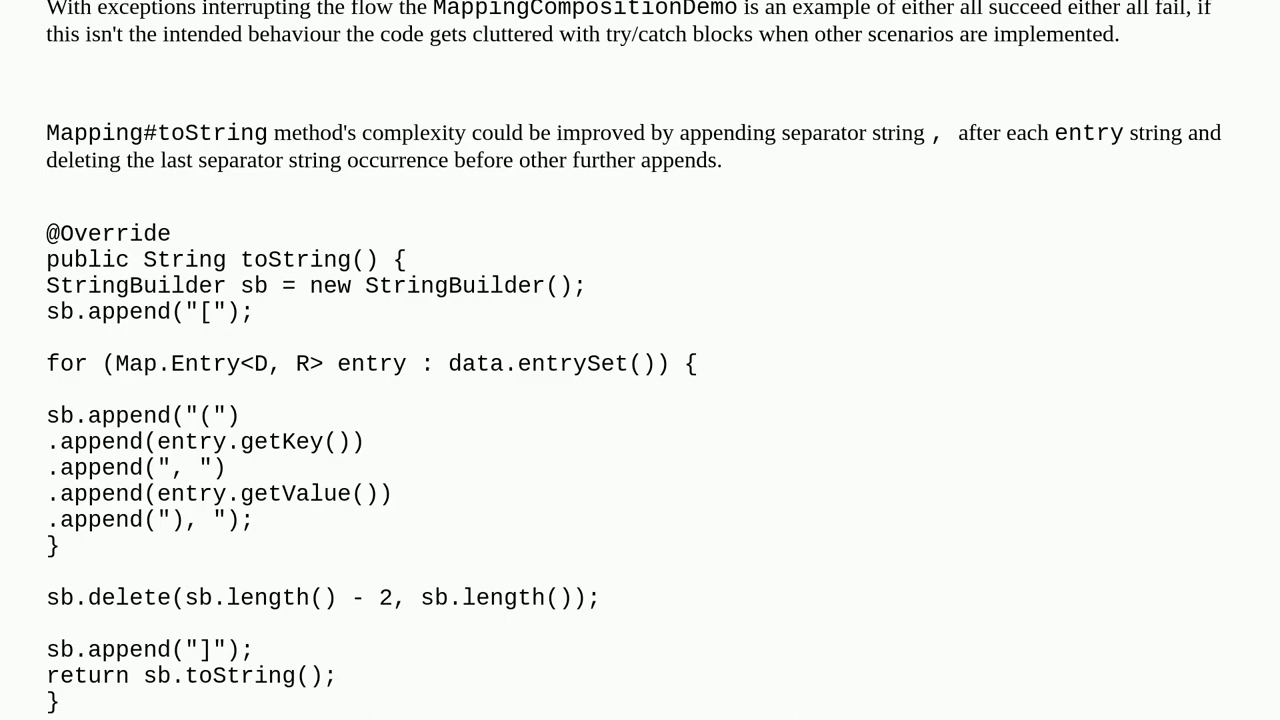 With exceptions interrupting the flow the MappingCompositionDemo is an example of either all succeed either all fail, if
this isn't the intended behaviour the code gets cluttered with try/catch blocks when other scenarios are implemented.
Mapping#toString method's complexity could be improved by appending separator string , after each entry string and
deleting the last separator string occurrence before other further appends.
@Override
public String toString() {
StringBuilder sb = new StringBuilder();
sb.append("[");
for (Map.Entry<D, R> entry : data.entrySet()) {
sb.append("(")
.append(entry.getKey())
.append(", ")
.append(entry.getValue())
.append("), ");
}
sb.delete(sb.length() - 2, sb.length());
sb.append("]");
return sb.toString();
}